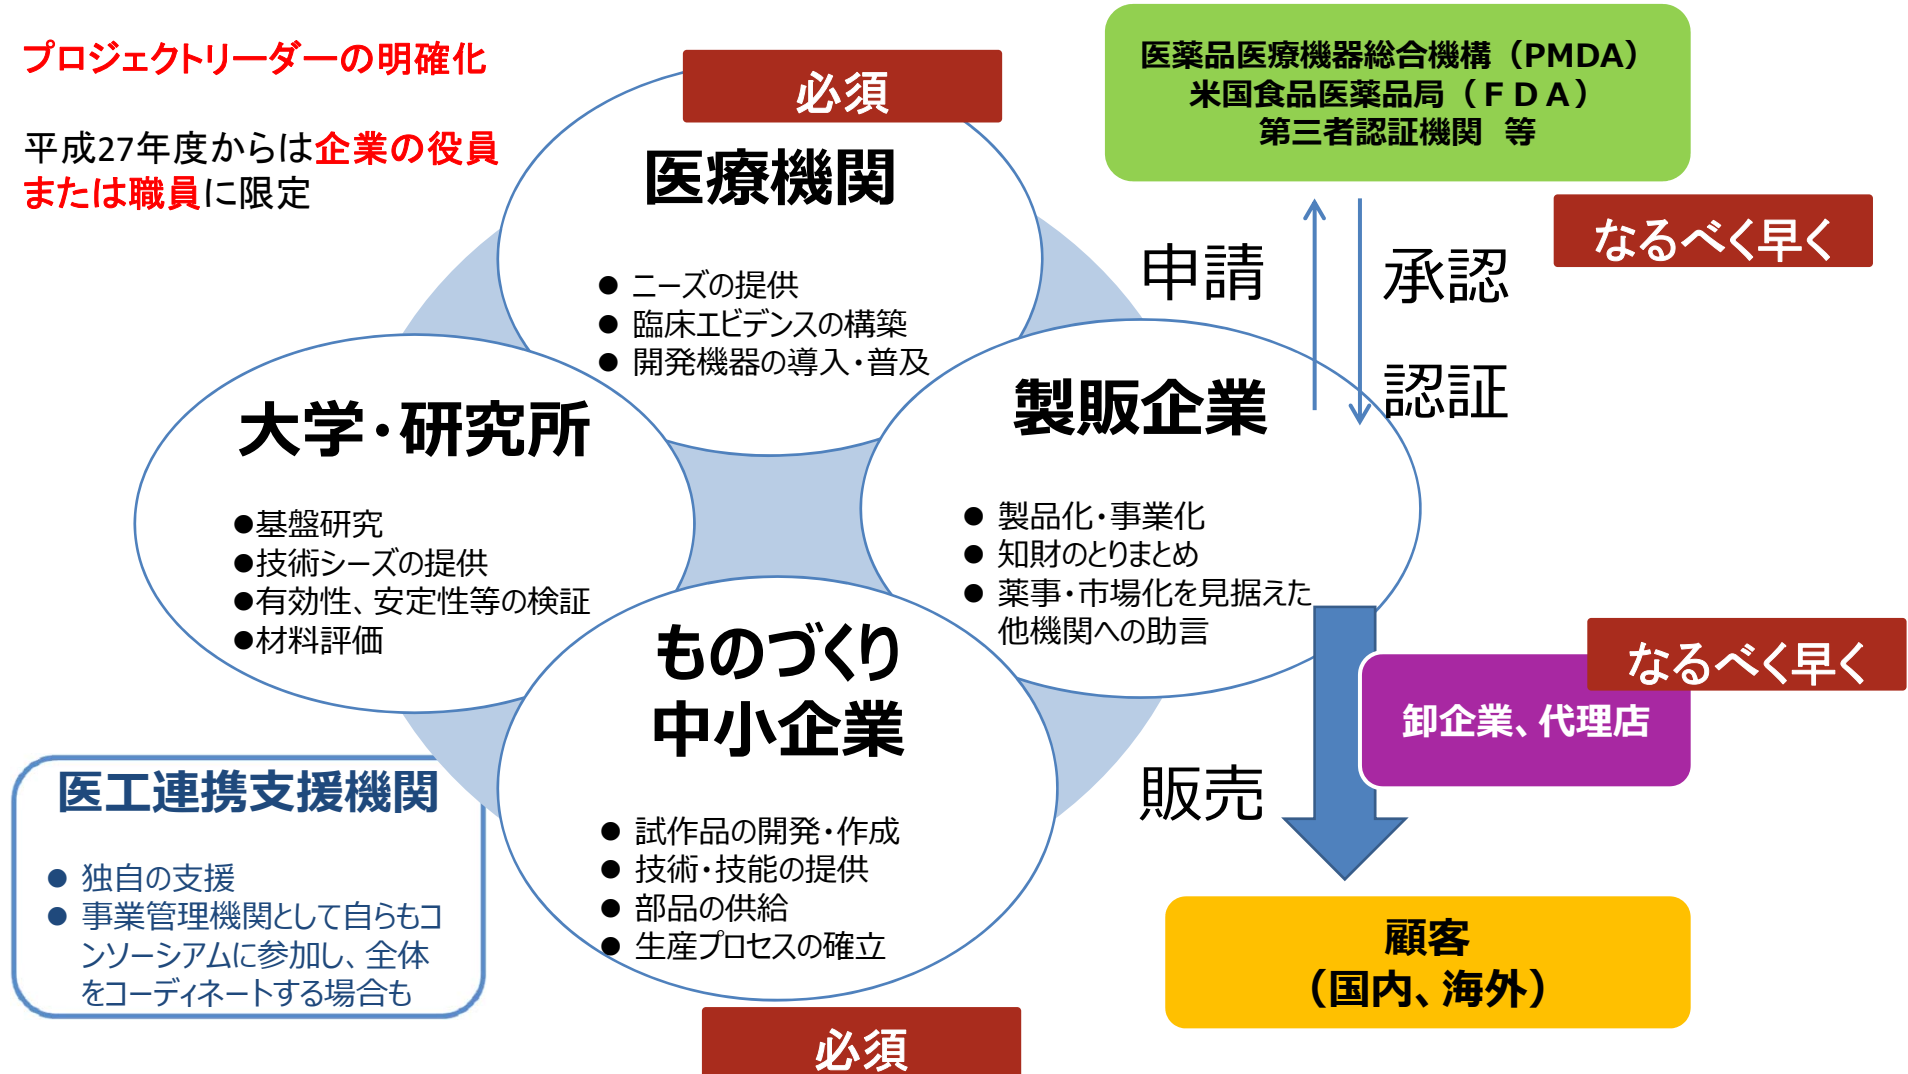 プロジェクトリーダーの明確化
平成27年度からは企業の役員
または職員に限定
必須
医療機関
● ニーズの提供
● 臨床エビデンスの構築
● 開発機器の導入・普及
医薬品医療機器総合機構（PMDA）
米国食品医薬品局（ＦＤＡ）
第三者認証機関 等
なるべく早く
申請
承認
認証
大学・研究所
●基盤研究
●技術シーズの提供
●有効性、安定性等の検証
●材料評価
製販企業
● 製品化・事業化
● 知財のとりまとめ
● 薬事・市場化を見据えた
他機関への助言
ものづくり
中小企業
● 試作品の開発・作成
● 技術・技能の提供
● 部品の供給
● 生産プロセスの確立
必須
なるべく早く
卸企業、代理店
販売
顧客
（国内、海外）
医工連携支援機関
● 独自の支援
● 事業管理機関として自らもコ
ンソーシアムに参加し、全体
をコーディネートする場合も